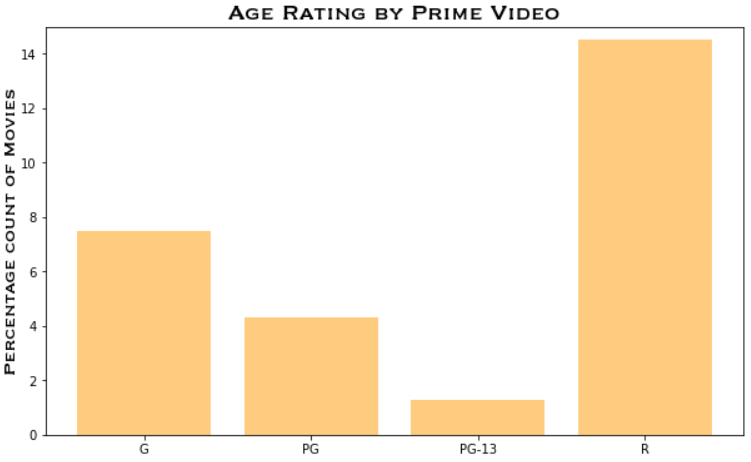 AGE RATING BY PRIME VIDEO
PERCENTAGE COUNT OF MOVIES
14
12
10
8
6
4
2
0
G PG PG-13 R